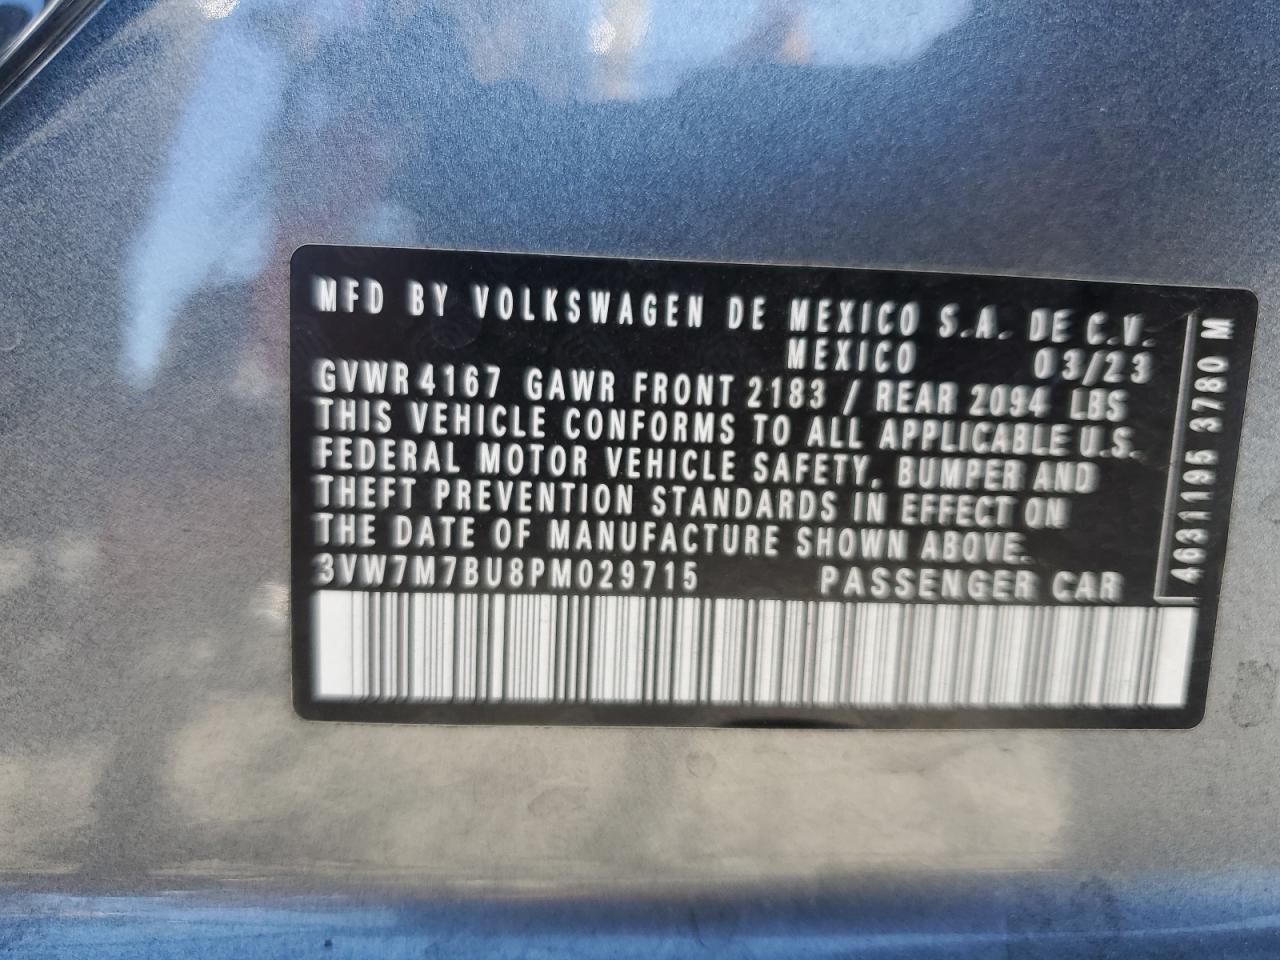 MFD BY VOLKSWAGEN DE MEXICO S.A. DE C.V.
MEXICO 03/23
GVWR 4167 GAWR FRONT 2183 / REAR 2094 LBS
THIS VEHICLE CONFORMS TO ALL APPLICABLE U.S.
FEDERAL MOTOR VEHICLE SAFETY, BUMPER AND
THEFT PREVENTION STANDARDS IN EFFECT ON
THE DATE OF MANUFACTURE SHOWN ABOVE.
3VW7M7BU8PM029715 PASSENGER CAR
4631195 3780 M